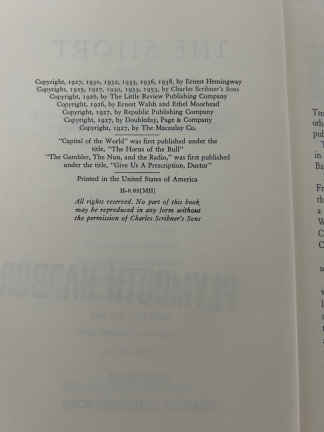 Copyright, 1927, 1930, 1932, 1933, 1936, 1938, by Ernest Hemingway
Copyright, 1925, 1927, 1930, 1933, 1955, by Charles Scribner's Sons
Copyright, 1926, by The Little Review Publishing Company
Copyright, 1926, by Ernest Walsh and Ethel Moorhead
Copyright, 1927, by Republic Publishing Company
Copyright, 1927, by Doubleday, Page & Company
Copyright, 1927, by The Macaulay Co.
"Capital of the World" was first published under the
title, "The Horns of the Bull"
"The Gambler, The Nun, and the Radio," was first published
under the title, "Give Us A Prescription, Doctor"
Printed in the United States of America
All rights reserved. No part of this book
may be reproduced in any form without
the permission of Charles Scribner's Sons